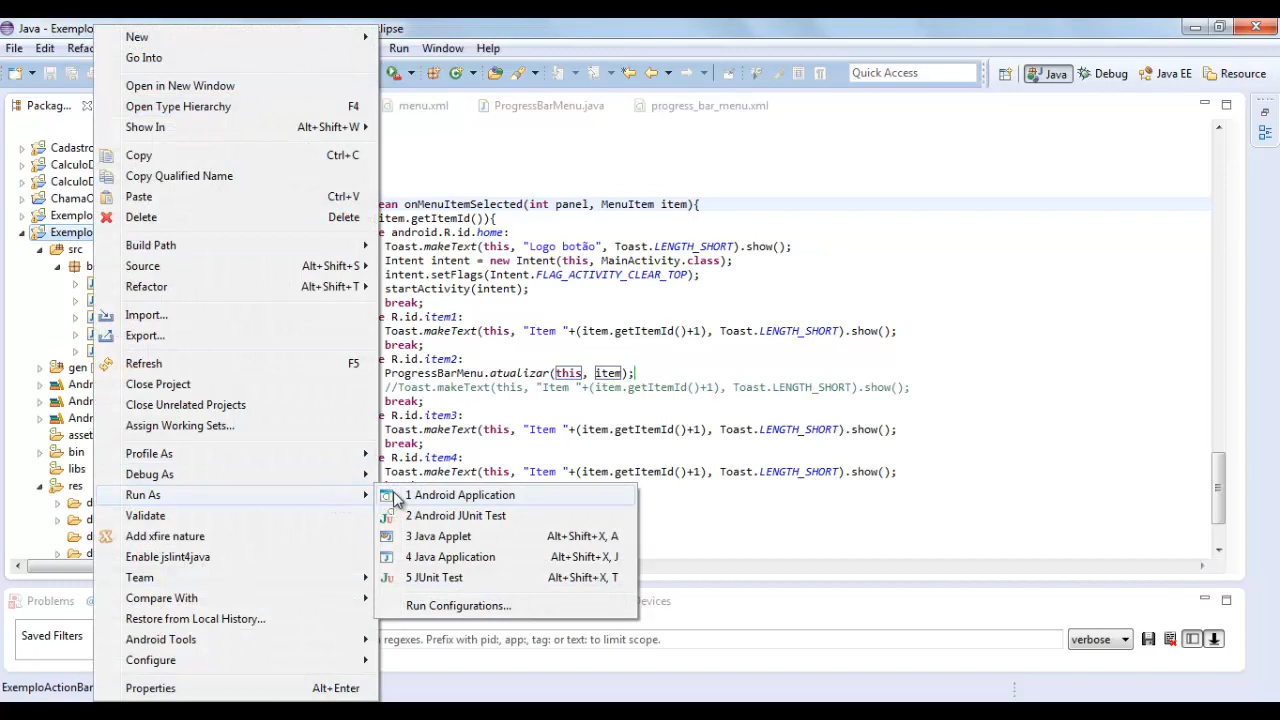 Java - Exemplo
clipse
File Edit Refac
Run Window Help
Quick Access
Java Debug Java EE Resource
Packag...
menu.xml ProgressBarMenu.java progress_bar_menu.xml
Cadastro
CalculoD
CalculoD
ChamaO
Exemplo
Exemplo
src
b
gen [
Andr
Andr
Andr
asset
bin
libs
res
d
d
d
d
ExemploActionBar
New
Go Into
Open in New Window
Open Type Hierarchy F4
Show In Alt+Shift+W
Copy Ctrl+C
Copy Qualified Name
Paste Ctrl+V
Delete Delete
Build Path
Source Alt+Shift+S
Refactor Alt+Shift+T
Import...
Export...
Refresh F5
Close Project
Close Unrelated Projects
Assign Working Sets...
Profile As
Debug As
Run As
Validate
Add xfire nature
Enable jslint4java
Team
Compare With
Restore from Local History...
Android Tools
Configure
Properties Alt+Enter
1 Android Application
2 Android JUnit Test
3 Java Applet Alt+Shift+X, A
4 Java Application Alt+Shift+X, J
5 JUnit Test Alt+Shift+X, T
Run Configurations...
ean onMenuItemSelected(int panel, MenuItem item){
item.getItemId()){
e android.R.id.home:
Toast.makeText(this, "Logo botão", Toast.LENGTH_SHORT).show();
Intent intent = new Intent(this, MainActivity.class);
intent.setFlags(Intent.FLAG_ACTIVITY_CLEAR_TOP);
startActivity(intent);
break;
e R.id.item1:
Toast.makeText(this, "Item "+(item.getItemId()+1), Toast.LENGTH_SHORT).show();
break;
e R.id.item2:
ProgressBarMenu.atualizar(this, item);
//Toast.makeText(this, "Item "+(item.getItemId()+1), Toast.LENGTH_SHORT).show();
break;
e R.id.item3:
Toast.makeText(this, "Item "+(item.getItemId()+1), Toast.LENGTH_SHORT).show();
break;
e R.id.item4:
Toast.makeText(this, "Item "+(item.getItemId()+1), Toast.LENGTH_SHORT).show();
Problems @
Devices
Saved Filters
regexes. Prefix with pid:, app:, tag: or text: to limit scope.
verbose